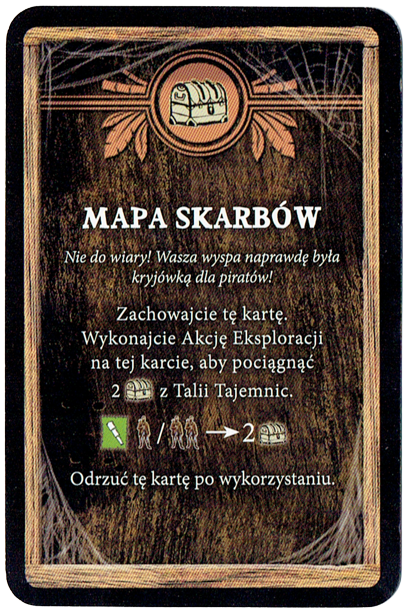 MAPA SKARBÓW
Nie do wiary! Wasza wyspa naprawdę była
kryjówką dla piratów!
Zachowajcie tę kartę.
Wykonajcie Akcję Eksploracji
na tej karcie, aby pociągnąć
2 z Talii Tajemnic.
/ → 2
Odrzuć tę kartę po wykorzystaniu.